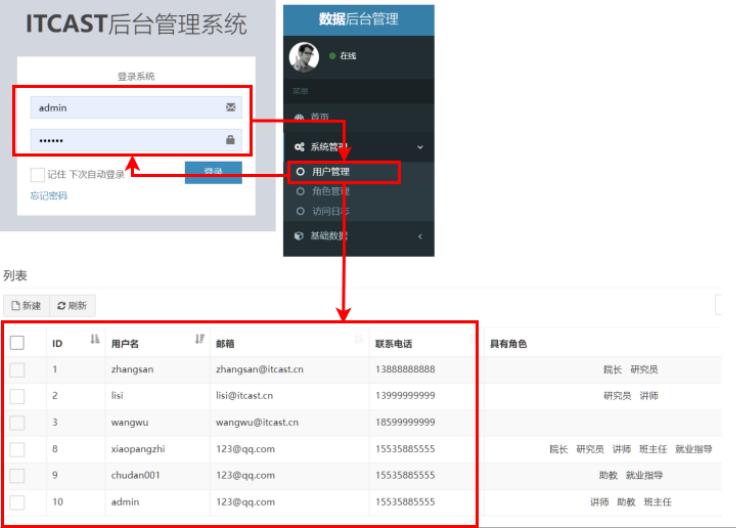 ITCAST后台管理系统
登录系统
admin
••••••
记住 下次自动登录
登录
忘记密码
数据后台管理
在线
菜单
首页
系统管理
用户管理
角色管理
访问日志
基础数据
列表
新建 刷新
ID 用户名 邮箱 联系电话 具有角色
1 zhangsan zhangsan@itcast.cn 13888888888 院长 研究员
2 lisi lisi@itcast.cn 13999999999 研究员 讲师
3 wangwu wangwu@itcast.cn 18599999999
8 xiaopangzhi 123@qq.com 15535885555 院长 研究员 讲师 班主任 就业指导
9 chudan001 123@qq.com 15535885555 助教 就业指导
10 admin 123@qq.com 15535885555 讲师 助教 班主任